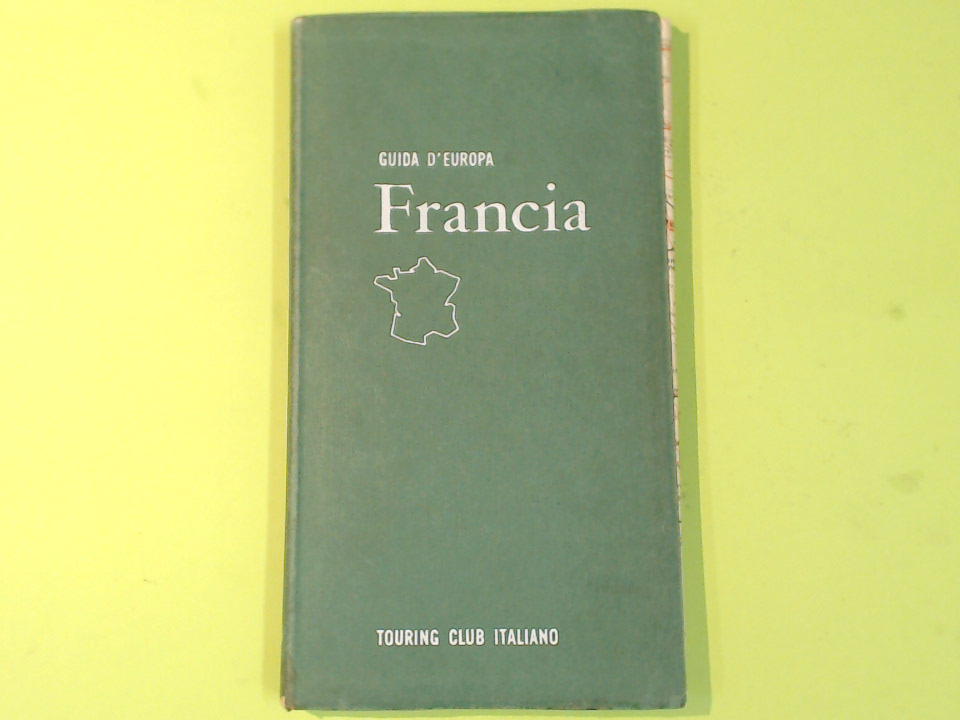 GUIDA D'EUROPA
Francia
TOURING CLUB ITALIANO